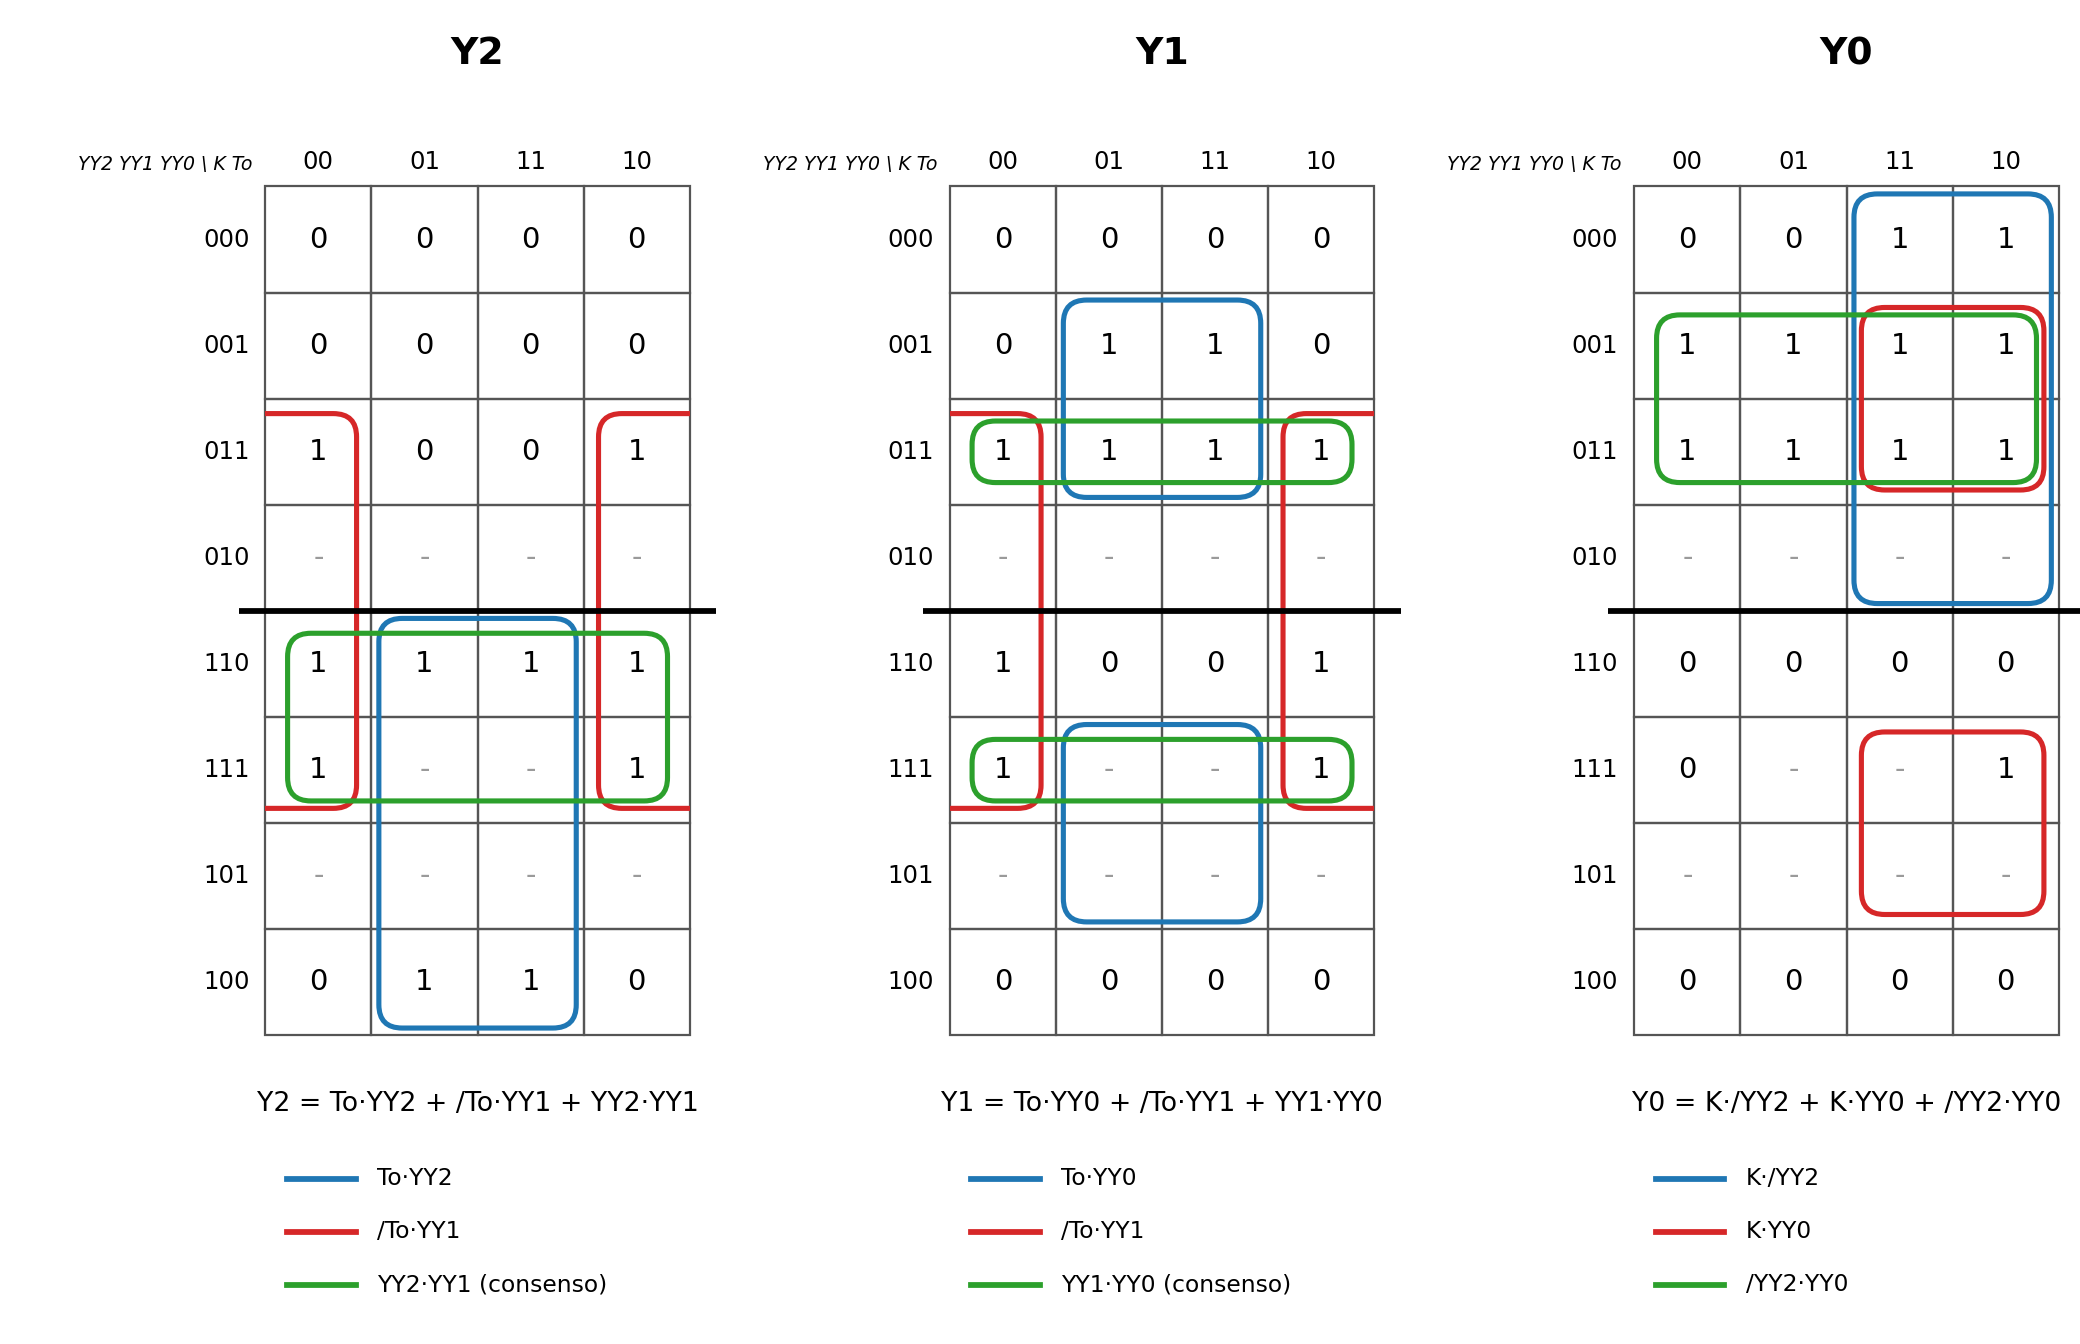 Y2 Y1 Y0
YY2 YY1 YY0 \ K To 00 01 11 10 YY2 YY1 YY0 \ K To 00 01 11 10 YY2 YY1 YY0 \ K To 00 01 11 10
000 0 0 0 0 000 0 0 0 0 000 0 0 1 1
001 0 0 0 0 001 0 1 1 0 001 1 1 1 1
011 1 0 0 1 011 1 1 1 1 011 1 1 1 1
010 - - - - 010 - - - - 010 - - - -
110 1 1 1 1 110 1 0 0 1 110 0 0 0 0
111 1 - - 1 111 1 - - 1 111 0 - - 1
101 - - - - 101 - - - - 101 - - - -
100 0 1 1 0 100 0 0 0 0 100 0 0 0 0
Y2 = To·YY2 + /To·YY1 + YY2·YY1 Y1 = To·YY0 + /To·YY1 + YY1·YY0 Y0 = K·/YY2 + K·YY0 + /YY2·YY0
To·YY2 To·YY0 K·/YY2
/To·YY1 /To·YY1 K·YY0
YY2·YY1 (consenso) YY1·YY0 (consenso) /YY2·YY0